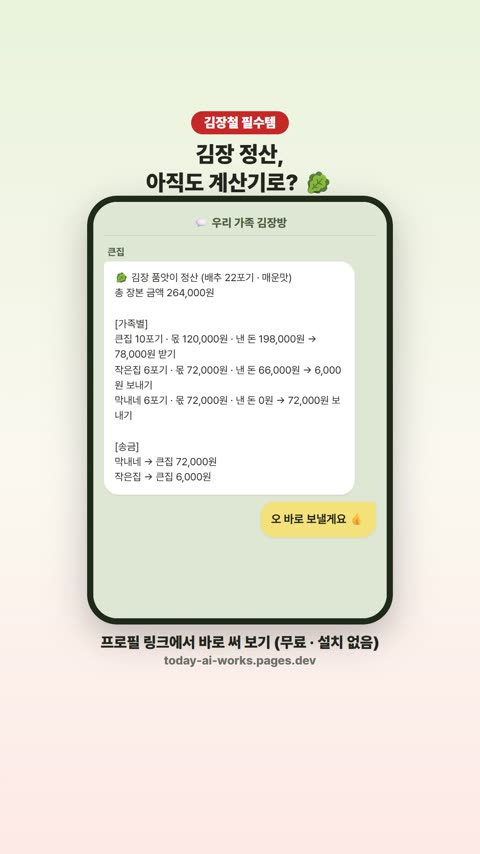 김장철 필수템
김장 정산,
아직도 계산기로? 🥬
💬 우리 가족 김장방
큰집
🥬 김장 품앗이 정산 (배추 22포기 · 매운맛)
총 장본 금액 264,000원
[가족별]
큰집 10포기 · 몫 120,000원 · 낸 돈 198,000원 →
78,000원 받기
작은집 6포기 · 몫 72,000원 · 낸 돈 66,000원 → 6,000
원 보내기
막내네 6포기 · 몫 72,000원 · 낸 돈 0원 → 72,000원 보
내기
[송금]
막내네 → 큰집 72,000원
작은집 → 큰집 6,000원
오 바로 보낼게요 👍
프로필 링크에서 바로 써 보기 (무료 · 설치 없음)
today-ai-works.pages.dev